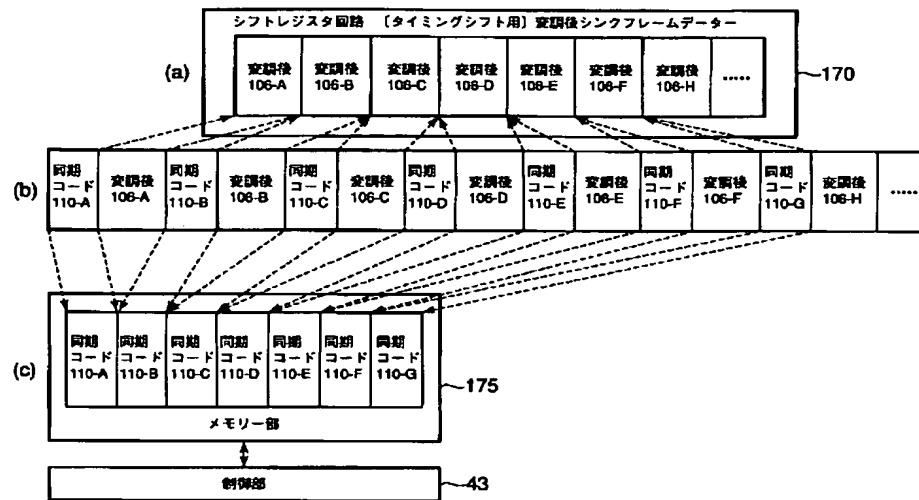 シフトレジスタ回路 〔タイミングシフト用〕変調後シンクフレームデーター
(a)
変調後 106-A
変調後 106-B
変調後 106-C
変調後 106-D
変調後 106-E
変調後 106-F
変調後 106-H
.....
170
(b)
同期コード 110-A
変調後 106-A
同期コード 110-B
変調後 106-B
同期コード 110-C
変調後 106-C
同期コード 110-D
変調後 106-D
同期コード 110-E
変調後 106-E
同期コード 110-F
変調後 106-F
同期コード 110-G
変調後 106-H
.....
(c)
同期コード 110-A
同期コード 110-B
同期コード 110-C
同期コード 110-D
同期コード 110-E
同期コード 110-F
同期コード 110-G
175
メモリー部
制御部
43